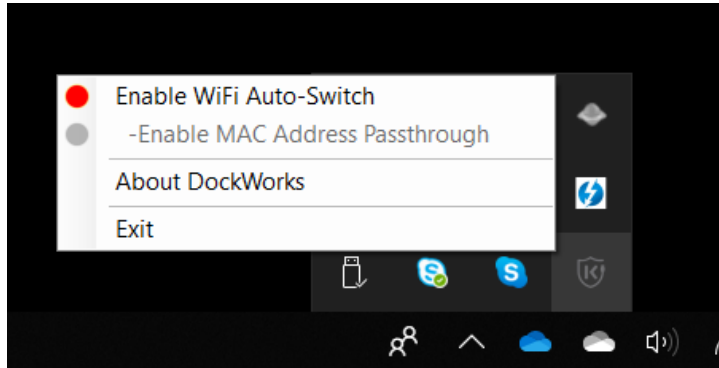 Enable WiFi Auto-Switch
-Enable MAC Address Passthrough
About DockWorks
Exit